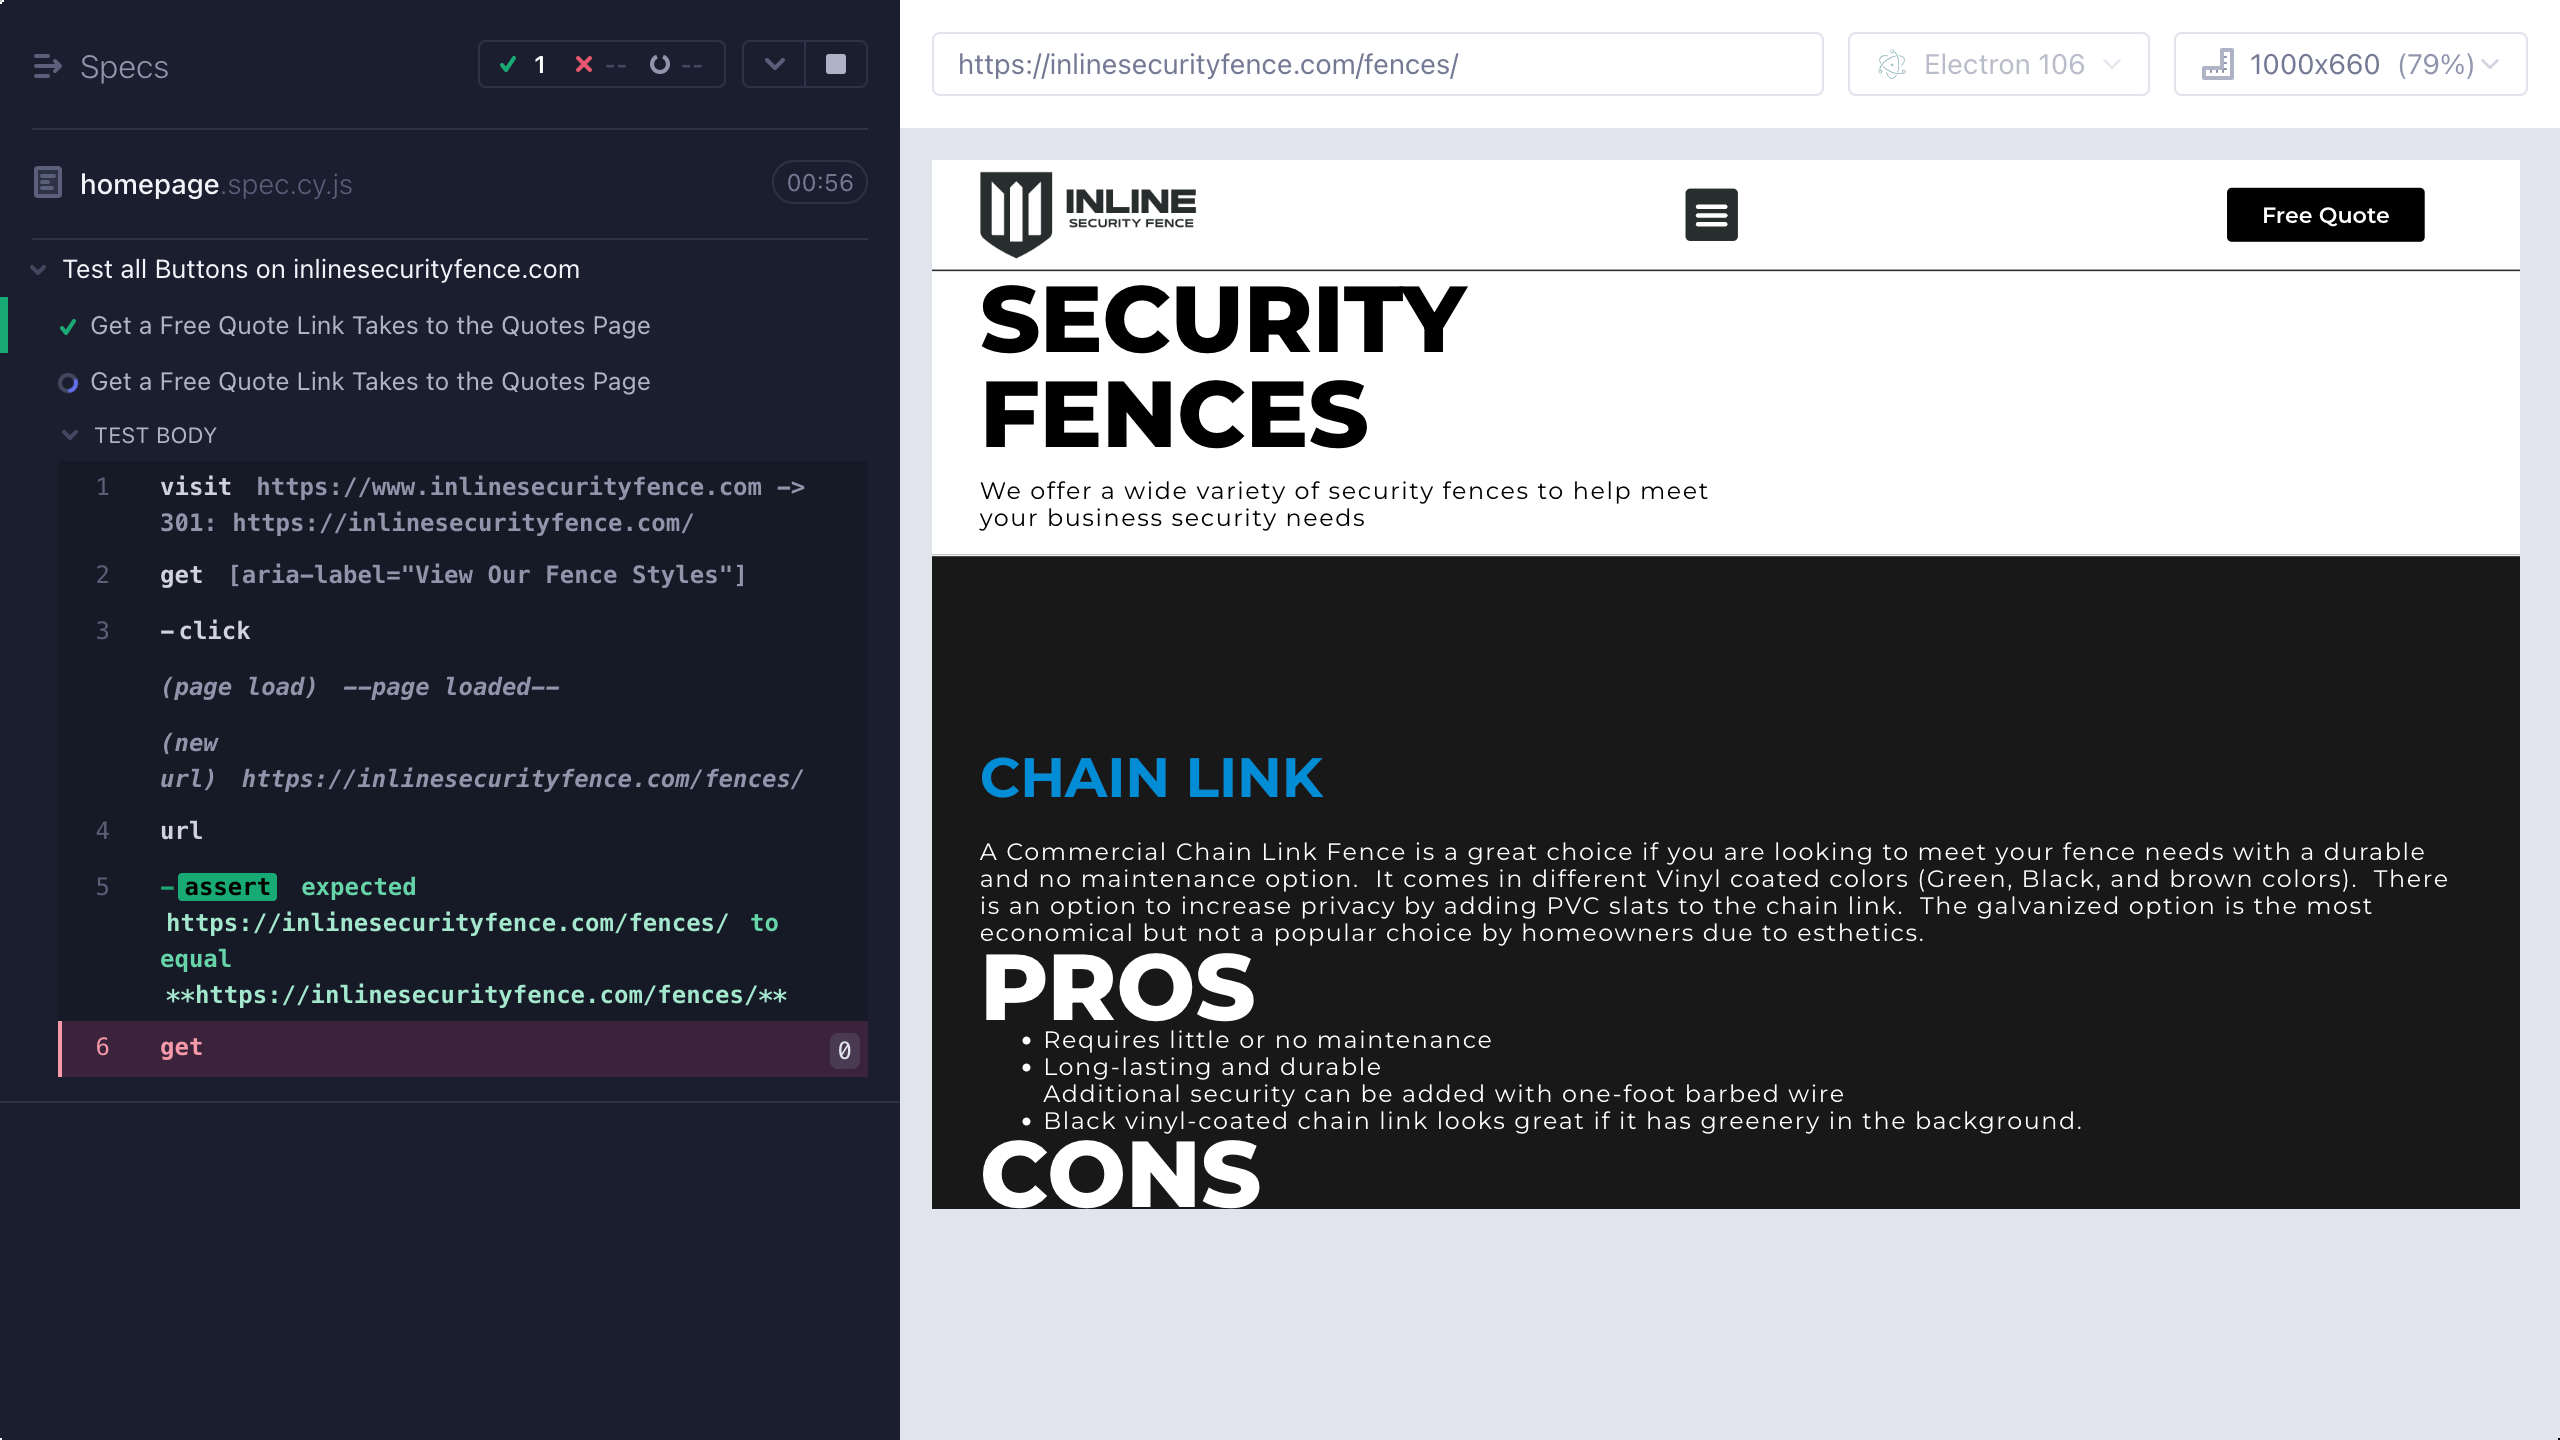 Specs
1
--
--
homepage.spec.cy.js
00:56
Test all Buttons on inlinesecurityfence.com
Get a Free Quote Link Takes to the Quotes Page
Get a Free Quote Link Takes to the Quotes Page
TEST BODY
1 visit https://www.inlinesecurityfence.com ->
301: https://inlinesecurityfence.com/
2 get [aria-label="View Our Fence Styles"]
3 -click
(page load) --page loaded--
(new
url) https://inlinesecurityfence.com/fences/
4 url
5 -assert expected
https://inlinesecurityfence.com/fences/ to
equal
**https://inlinesecurityfence.com/fences/**
6 get 0
https://inlinesecurityfence.com/fences/
Electron 106
1000x660 (79%)
INLINE
SECURITY FENCE
Free Quote
SECURITY
FENCES
We offer a wide variety of security fences to help meet
your business security needs
CHAIN LINK
A Commercial Chain Link Fence is a great choice if you are looking to meet your fence needs with a durable
and no maintenance option. It comes in different Vinyl coated colors (Green, Black, and brown colors). There
is an option to increase privacy by adding PVC slats to the chain link. The galvanized option is the most
economical but not a popular choice by homeowners due to esthetics.
PROS
• Requires little or no maintenance
• Long-lasting and durable
Additional security can be added with one-foot barbed wire
• Black vinyl-coated chain link looks great if it has greenery in the background.
CONS